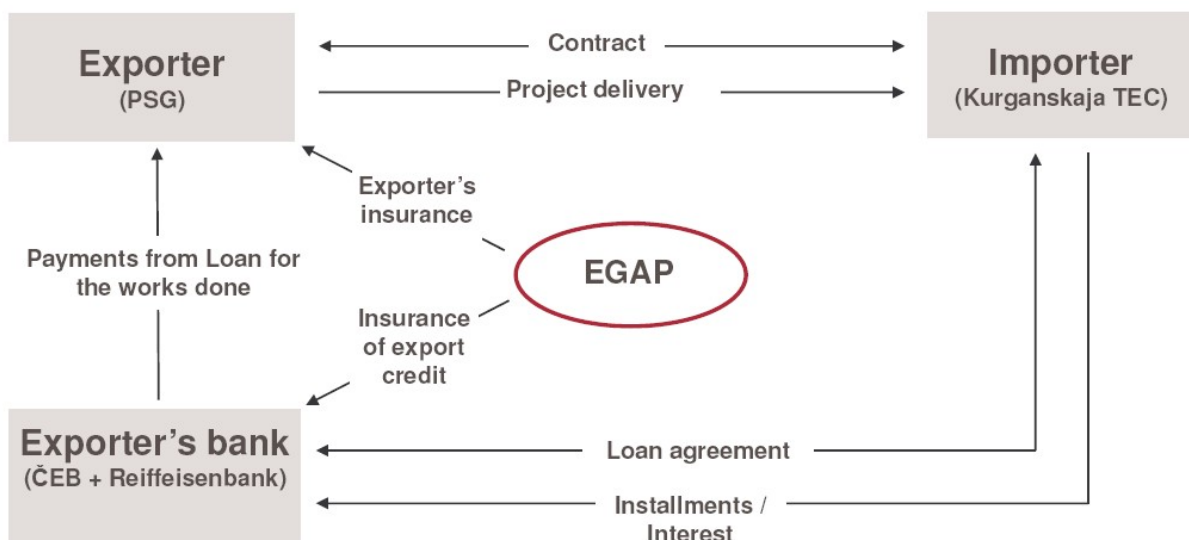 Exporter
(PSG)
Contract
Project delivery
Importer
(Kurganskaja TEC)
Exporter's
insurance
EGAP
Payments from Loan for
the works done
Insurance
of export
credit
Exporter's bank
(ČEB + Reiffeisenbank)
Loan agreement
Installments /
Interest